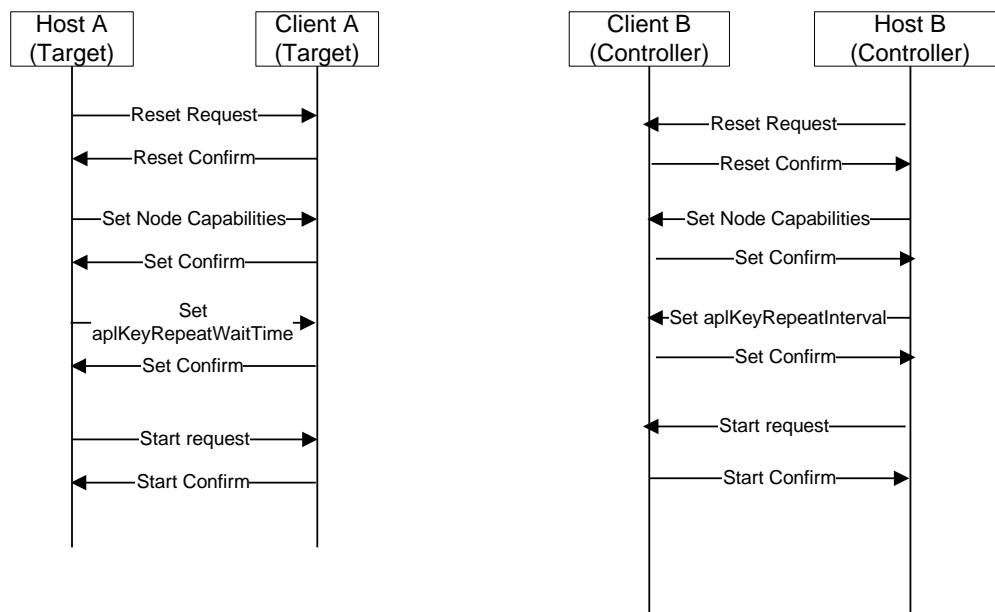 Host A
(Target)
Client A
(Target)
Client B
(Controller)
Host B
(Controller)
Reset Request
Reset Confirm
Set Node Capabilities
Set Confirm
Set
aplKeyRepeatWaitTime
Set Confirm
Start request
Start Confirm
Reset Request
Reset Confirm
Set Node Capabilities
Set Confirm
Set aplKeyRepeatInterval
Set Confirm
Start request
Start Confirm